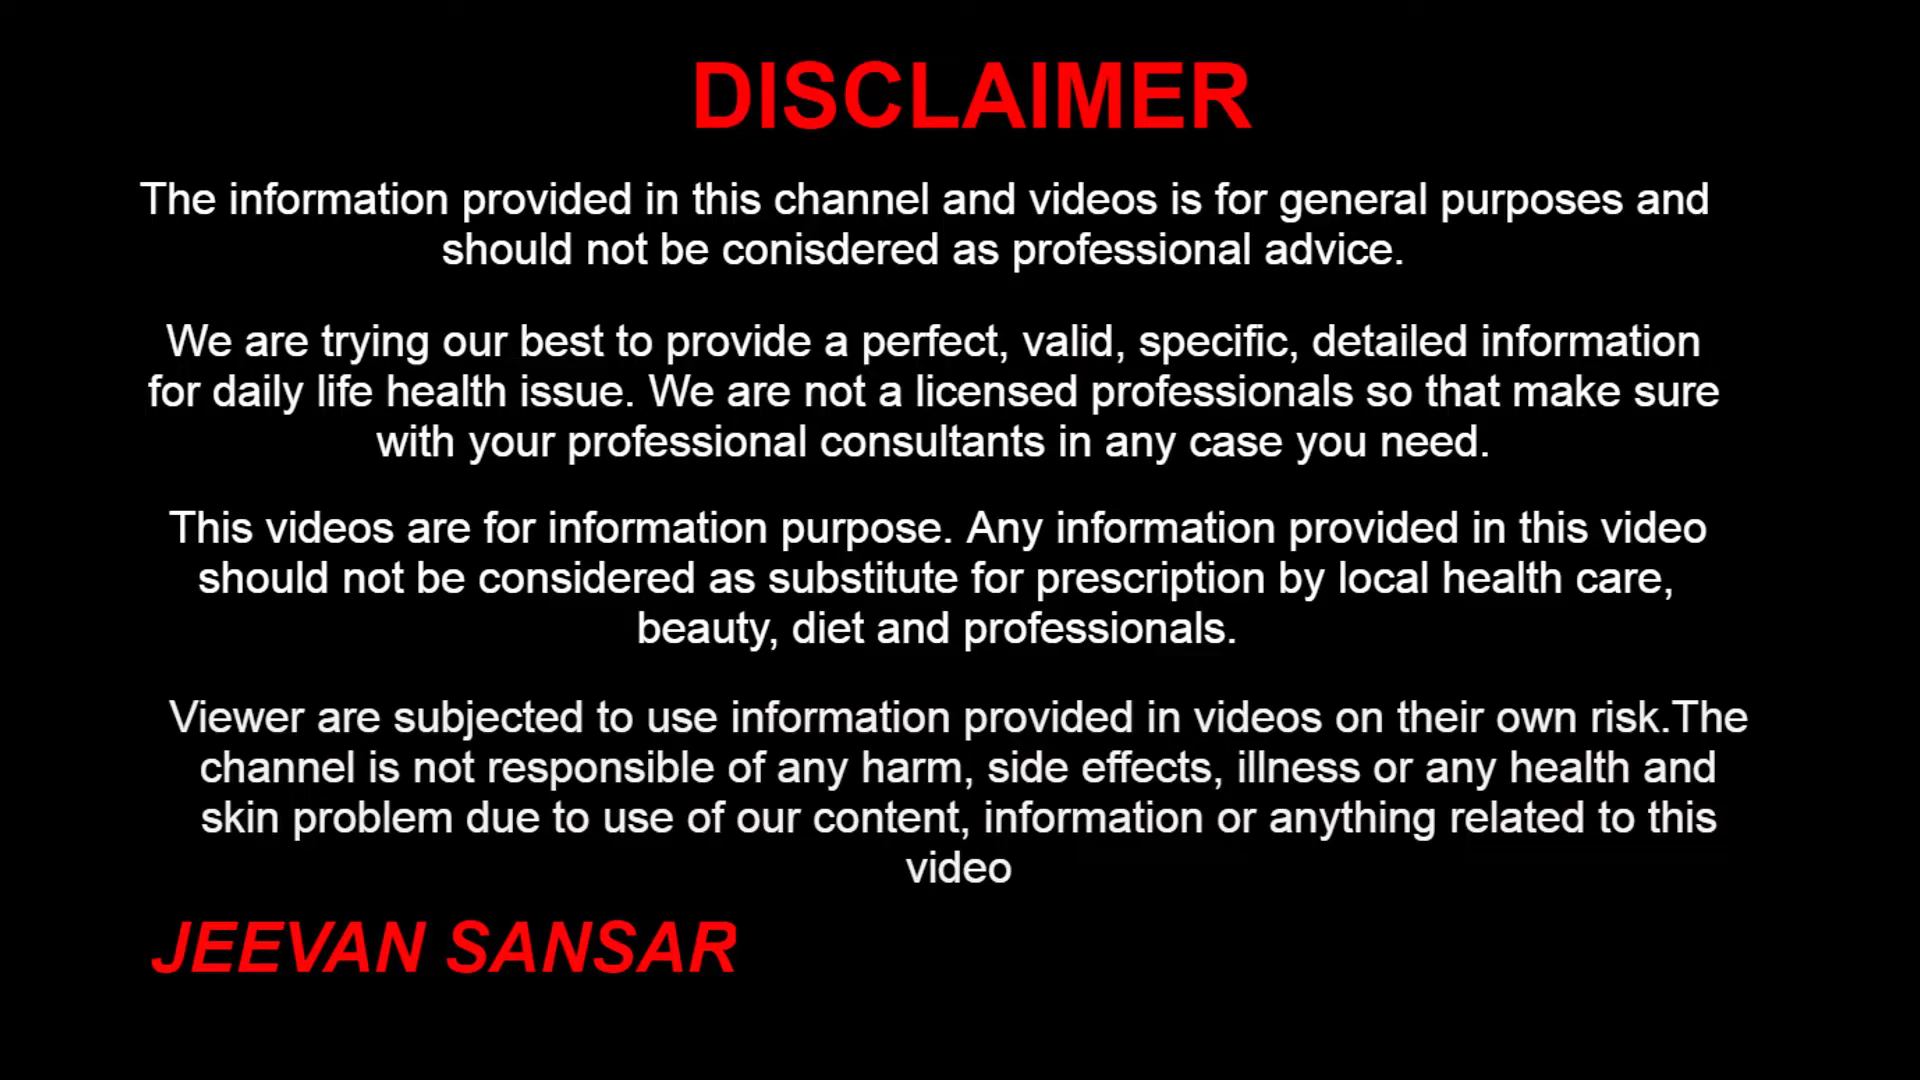 DISCLAIMER
The information provided in this channel and videos is for general purposes and
should not be conisdered as professional advice.
We are trying our best to provide a perfect, valid, specific, detailed information
for daily life health issue. We are not a licensed professionals so that make sure
with your professional consultants in any case you need.
This videos are for information purpose. Any information provided in this video
should not be considered as substitute for prescription by local health care,
beauty, diet and professionals.
Viewer are subjected to use information provided in videos on their own risk.The
channel is not responsible of any harm, side effects, illness or any health and
skin problem due to use of our content, information or anything related to this
video
JEEVAN SANSAR